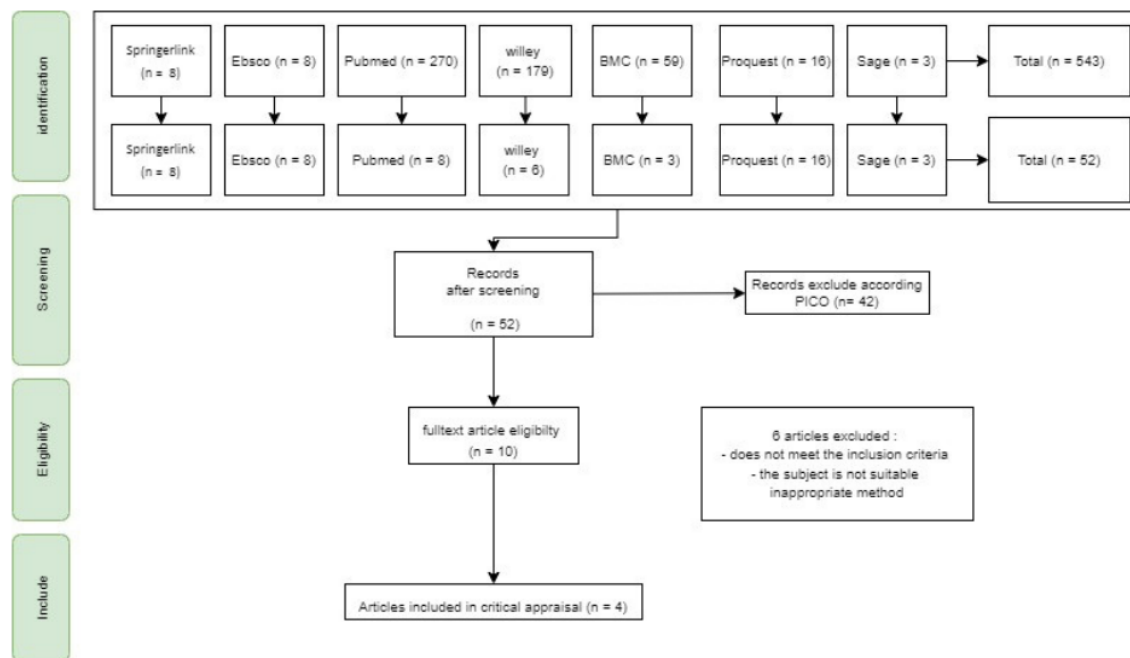 identification
Springerlink
(n = 8)
Ebsco (n = 8)
Pubmed (n = 270)
willey
(n = 179)
BMC (n = 59)
Proquest (n = 16)
Sage (n = 3)
Total (n = 543)
Springerlink
(n = 8)
Ebsco (n = 8)
Pubmed (n = 8)
willey
(n = 6)
BMC (n = 3)
Proquest (n = 16)
Sage (n = 3)
Total (n = 52)
Screening
Records
after screening
(n = 52)
Records exclude according
PICO (n= 42)
Eligibility
fulltext article eligibilty
(n = 10)
6 articles excluded :
- does not meet the inclusion criteria
- the subject is not suitable
inappropriate method
Include
Articles included in critical appraisal (n = 4)